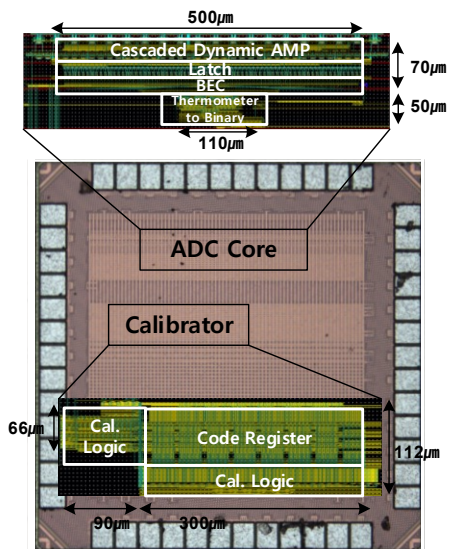 500㎛
Cascaded Dynamic AMP
Latch
BEC
70㎛
Thermometer
to Binary
50㎛
110㎛
ADC Core
Calibrator
66㎛
Cal.
Logic
Code Register
112㎛
Cal. Logic
90㎛
300㎛